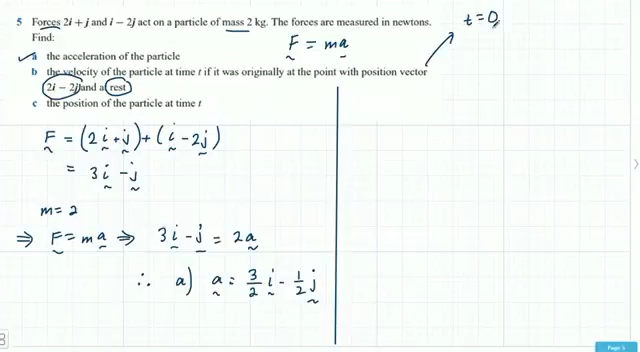 5 Forces 2i + j and i − 2j act on a particle of mass 2 kg. The forces are measured in newtons.
Find:
a the acceleration of the particle
b the velocity of the particle at time t if it was originally at the point with position vector
2i − 2j and at rest
c the position of the particle at time t
t = 0
F = ma
F = (2i + j) + (i − 2j)
= 3i − j
m = 2
⇒ F = ma ⇒ 3i − j = 2a
∴ a) a = 3/2 i − 1/2 j
Page 5